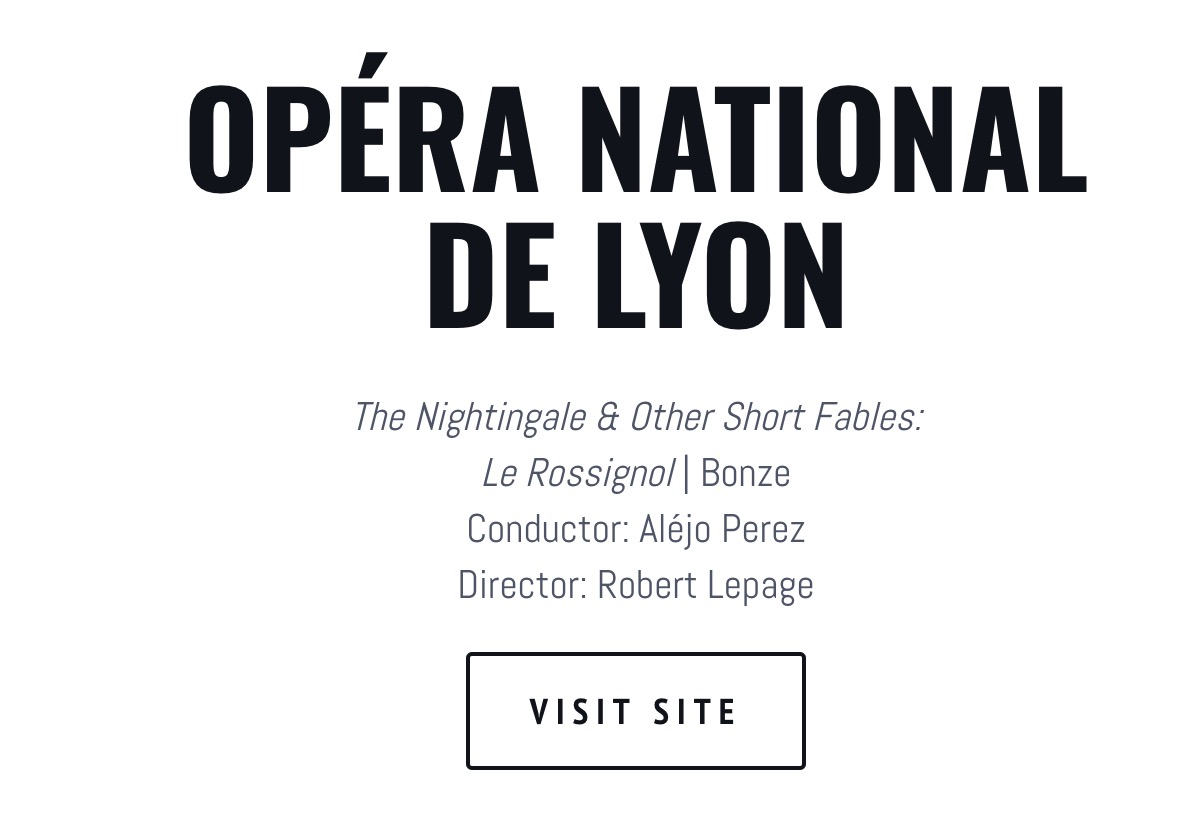 OPÉRA NATIONAL
DE LYON
The Nightingale & Other Short Fables:
Le Rossignol | Bonze
Conductor: Aléjo Perez
Director: Robert Lepage
VISIT SITE